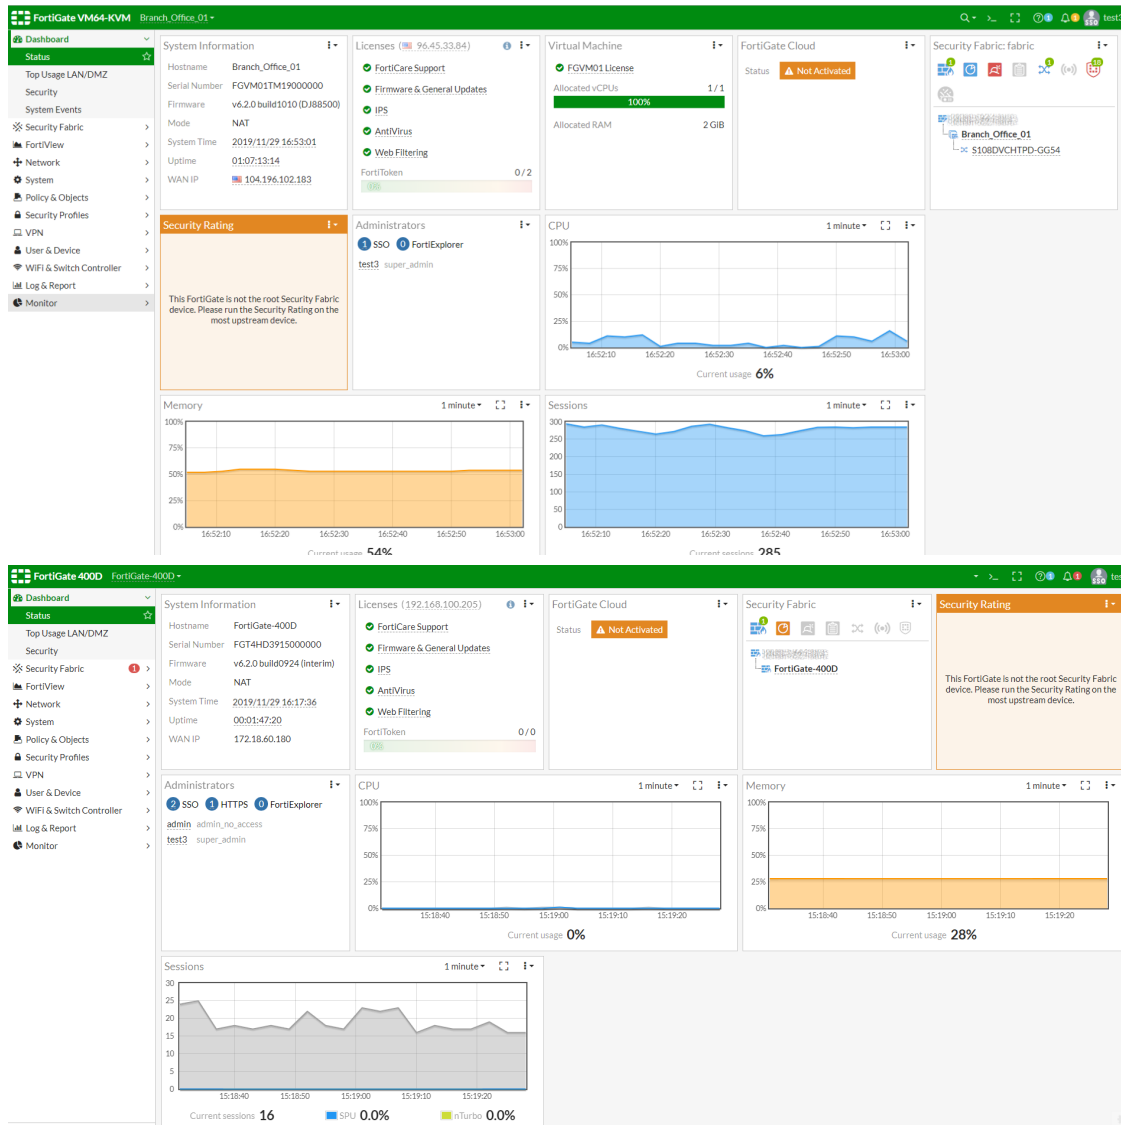 FortiGate VM64-KVM Branch_Office_01
test3
SSO
Dashboard
Status
Top Usage LAN/DMZ
Security
System Events
Security Fabric
FortiView
Network
System
Policy & Objects
Security Profiles
VPN
User & Device
WiFi & Switch Controller
Log & Report
Monitor
System Information
Hostname Branch_Office_01
Serial Number FGVM01TM19000000
Firmware v6.2.0 build1010 (DJ88500)
Mode NAT
System Time 2019/11/29 16:53:01
Uptime 01:07:13:14
WAN IP 104.196.102.183
Licenses (96.45.33.84)
FortiCare Support
Firmware & General Updates
IPS
AntiVirus
Web Filtering
FortiToken 0 / 2
Virtual Machine
FGVM01 License
Allocated vCPUs 1 / 1
100%
Allocated RAM 2 GiB
FortiGate Cloud
Status Not Activated
Security Fabric: fabric
1 1 18
Branch_Office_01
S108DVCHTPD-GG54
Security Rating
This FortiGate is not the root Security Fabric
device. Please run the Security Rating on the
most upstream device.
Administrators
1 SSO 0 FortiExplorer
test3 super_admin
CPU 1 minute
100%
75%
50%
25%
0%
16:52:10 16:52:20 16:52:30 16:52:40 16:52:50 16:53:00
Current usage 6%
Memory 1 minute
100%
75%
50%
25%
0%
16:52:10 16:52:20 16:52:30 16:52:40 16:52:50 16:53:00
Current usage 54%
Sessions 1 minute
300
250
200
150
100
50
0
16:52:10 16:52:20 16:52:30 16:52:40 16:52:50 16:53:00
Current sessions 285
FortiGate 400D FortiGate-400D
1 1 SSO tes
Dashboard
Status
Top Usage LAN/DMZ
Security
Security Fabric 1
FortiView
Network
System
Policy & Objects
Security Profiles
VPN
User & Device
WiFi & Switch Controller
Log & Report
Monitor
System Information
Hostname FortiGate-400D
Serial Number FGT4HD3915000000
Firmware v6.2.0 build0924 (interim)
Mode NAT
System Time 2019/11/29 16:17:36
Uptime 00:01:47:20
WAN IP 172.18.60.180
Licenses (192.168.100.205)
FortiCare Support
Firmware & General Updates
IPS
AntiVirus
Web Filtering
FortiToken 0 / 0
FortiGate Cloud
Status Not Activated
Security Fabric
1
FortiGate-400D
Security Rating
This FortiGate is not the root Security Fabric
device. Please run the Security Rating on the
most upstream device.
Administrators
2 SSO 1 HTTPS 0 FortiExplorer
admin admin_no_access
test3 super_admin
CPU 1 minute
100%
75%
50%
25%
0%
15:18:40 15:18:50 15:19:00 15:19:10 15:19:20
Current usage 0%
Memory 1 minute
100%
75%
50%
25%
0%
15:18:40 15:18:50 15:19:00 15:19:10 15:19:20
Current usage 28%
Sessions 1 minute
30
25
20
15
10
5
0
15:18:40 15:18:50 15:19:00 15:19:10 15:19:20
Current sessions 16 SPU 0.0% nTurbo 0.0%